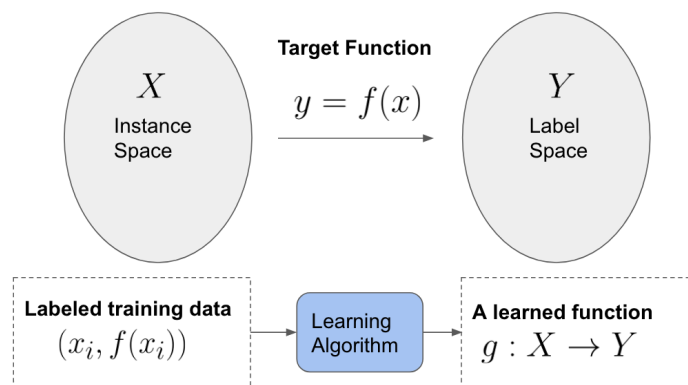 Target Function
X
Instance
Space
y = f(x)
Y
Label
Space
Labeled training data
(x_i, f(x_i))
Learning
Algorithm
A learned function
g : X → Y